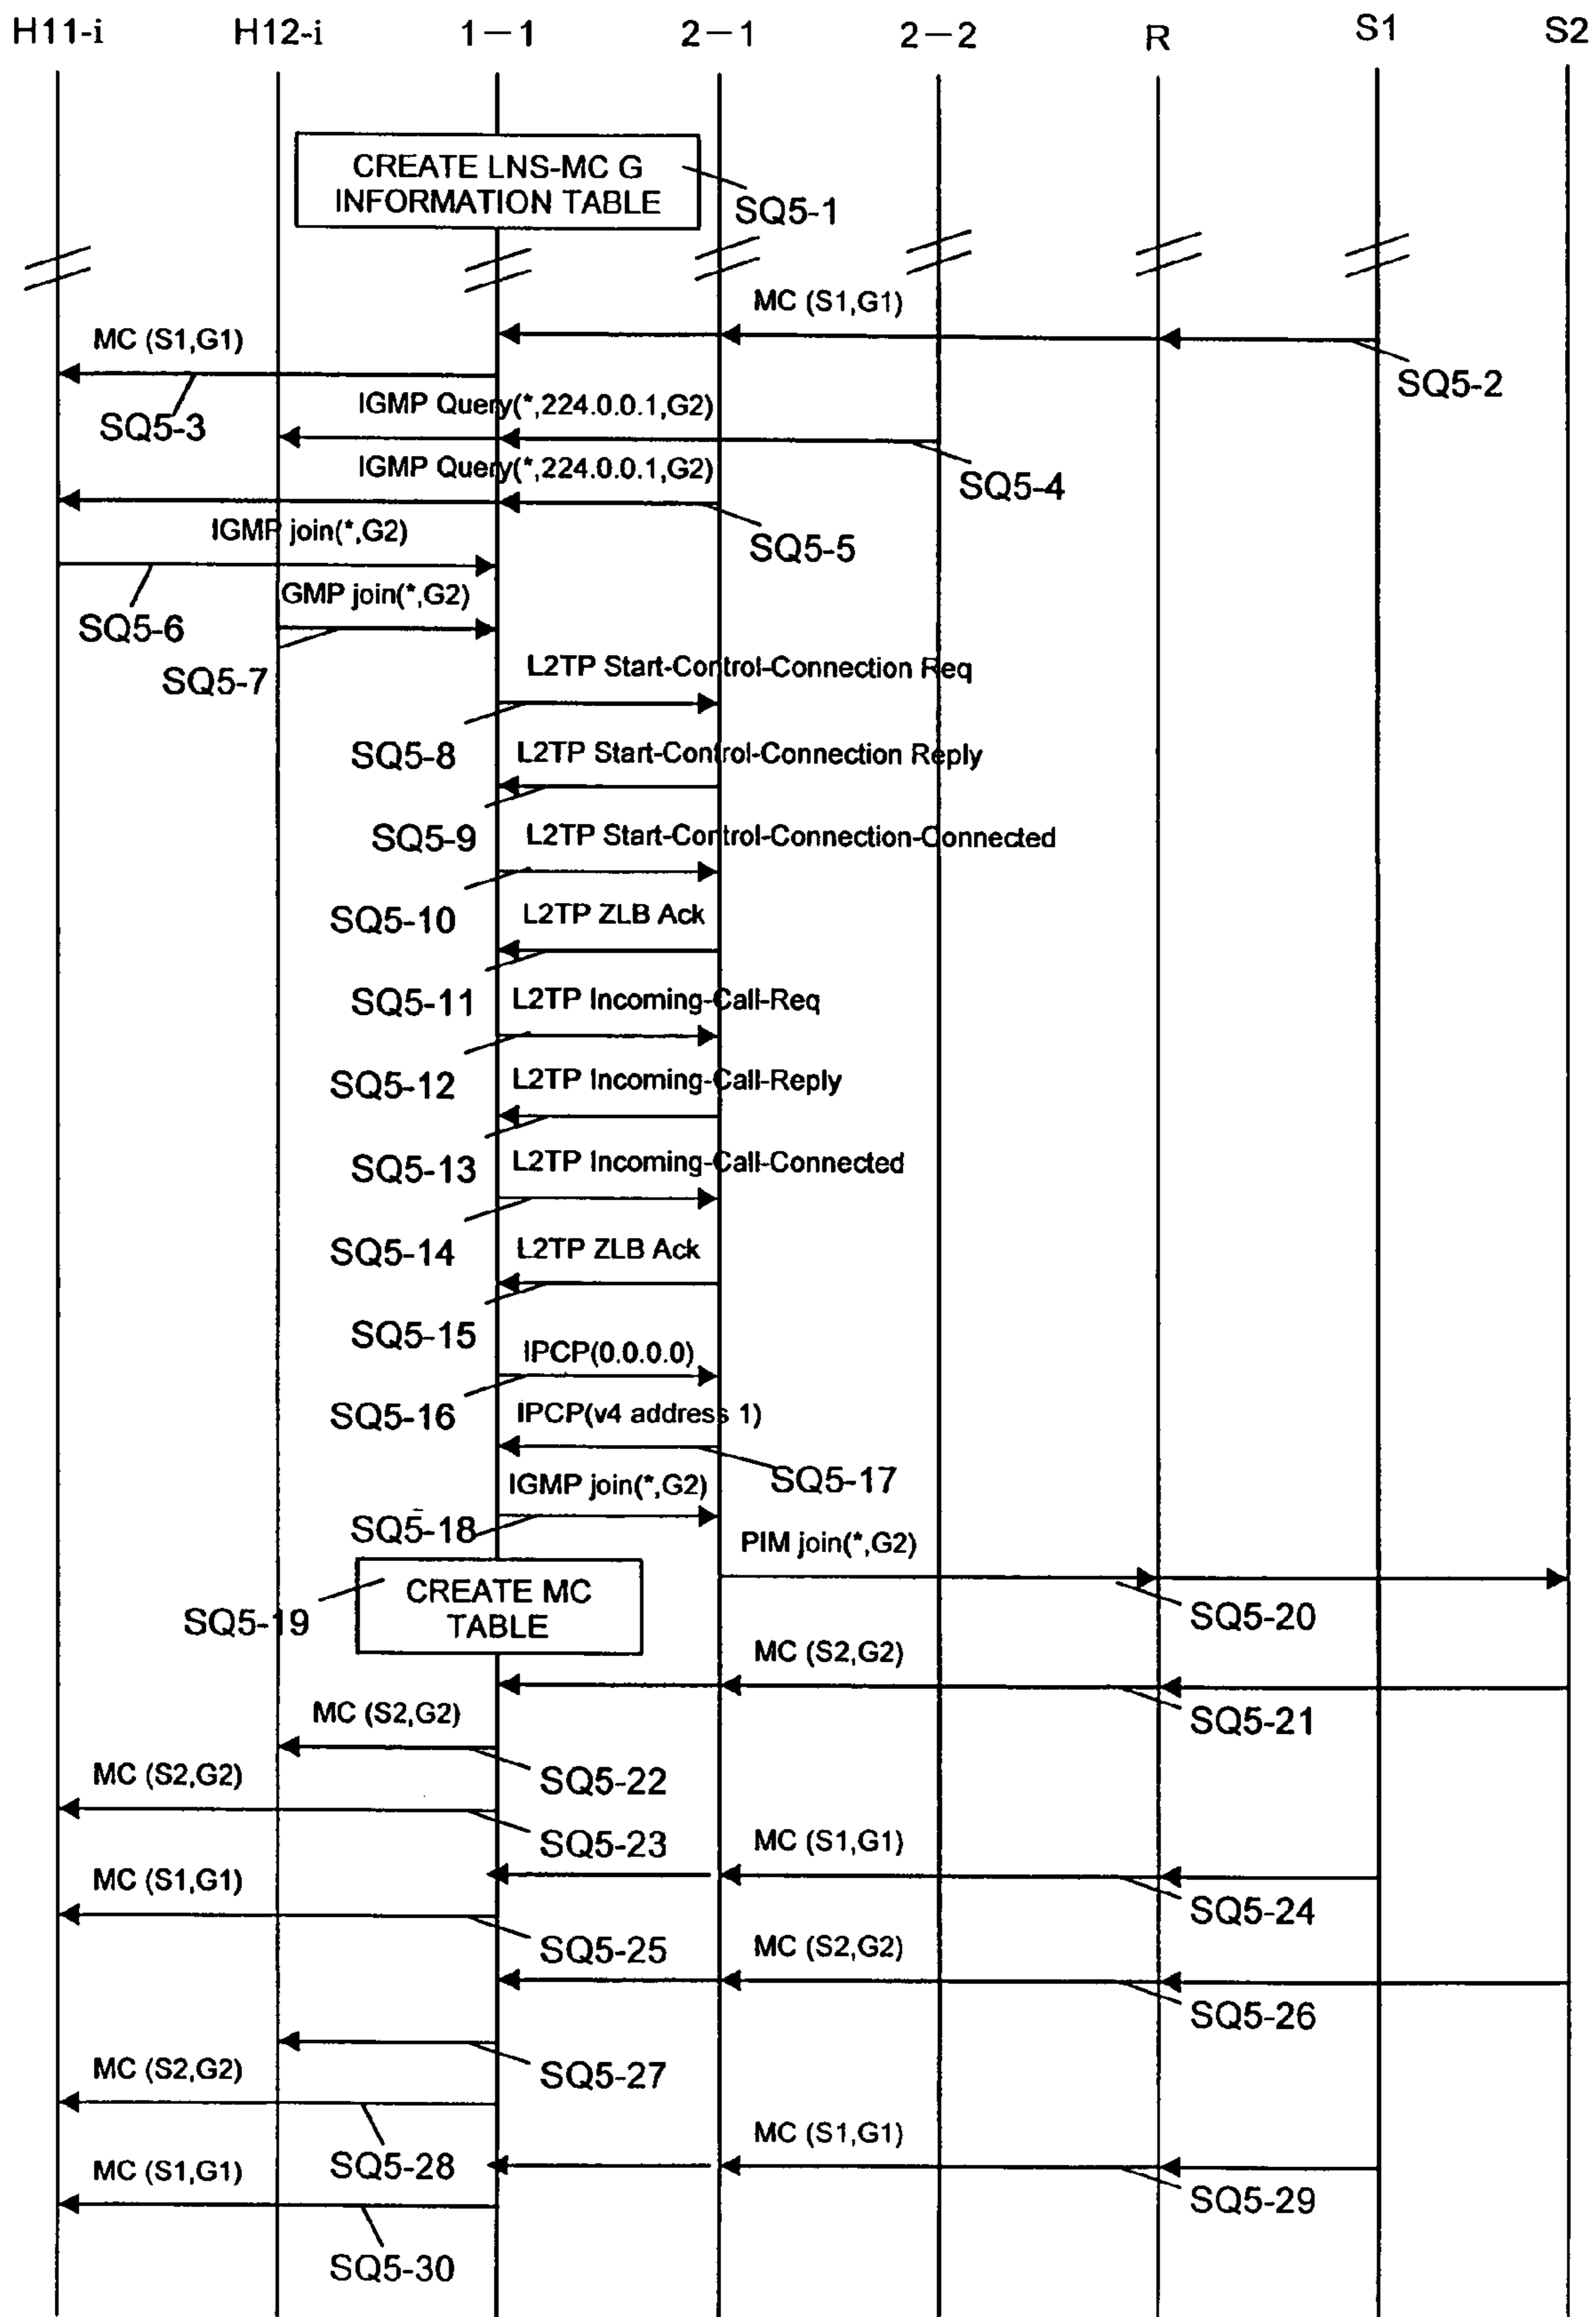 H11-i H12-i 1-1 2-1 2-2 R S1 S2
CREATE LNS-MC G
INFORMATION TABLE
SQ5-1
MC (S1,G1)
MC (S1,G1)
SQ5-2
SQ5-3
IGMP Query(*,224.0.0.1,G2)
SQ5-4
IGMP Query(*,224.0.0.1,G2)
SQ5-5
IGMP join(*,G2)
SQ5-6
GMP join(*,G2)
SQ5-7
L2TP Start-Control-Connection Req
SQ5-8
L2TP Start-Control-Connection Reply
SQ5-9
L2TP Start-Control-Connection-Connected
SQ5-10
L2TP ZLB Ack
SQ5-11
L2TP Incoming-Call-Req
SQ5-12
L2TP Incoming-Call-Reply
SQ5-13
L2TP Incoming-Call-Connected
SQ5-14
L2TP ZLB Ack
SQ5-15
IPCP(0.0.0.0)
SQ5-16
IPCP(v4 address 1)
SQ5-17
IGMP join(*,G2)
SQ5-18
PIM join(*,G2)
CREATE MC
TABLE
SQ5-19
SQ5-20
MC (S2,G2)
SQ5-21
MC (S2,G2)
SQ5-22
MC (S2,G2)
SQ5-23
MC (S1,G1)
SQ5-24
MC (S1,G1)
SQ5-25
MC (S2,G2)
SQ5-26
SQ5-27
MC (S2,G2)
SQ5-28
MC (S1,G1)
SQ5-29
MC (S1,G1)
SQ5-30